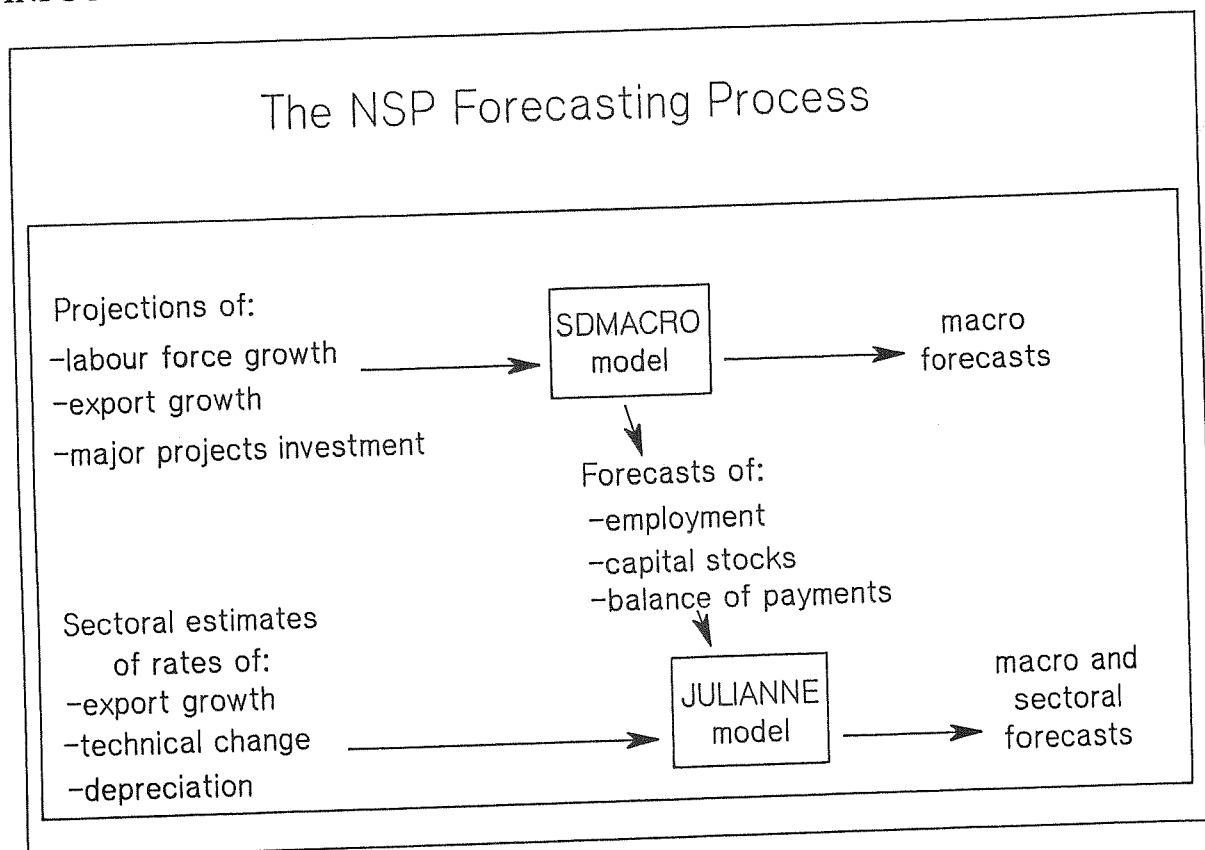 The NSP Forecasting Process
Projections of:
-labour force growth
-export growth
-major projects investment
SDMACRO
model
macro
forecasts
Forecasts of:
-employment
-capital stocks
-balance of payments
Sectoral estimates
of rates of:
-export growth
-technical change
-depreciation
JULIANNE
model
macro and
sectoral
forecasts